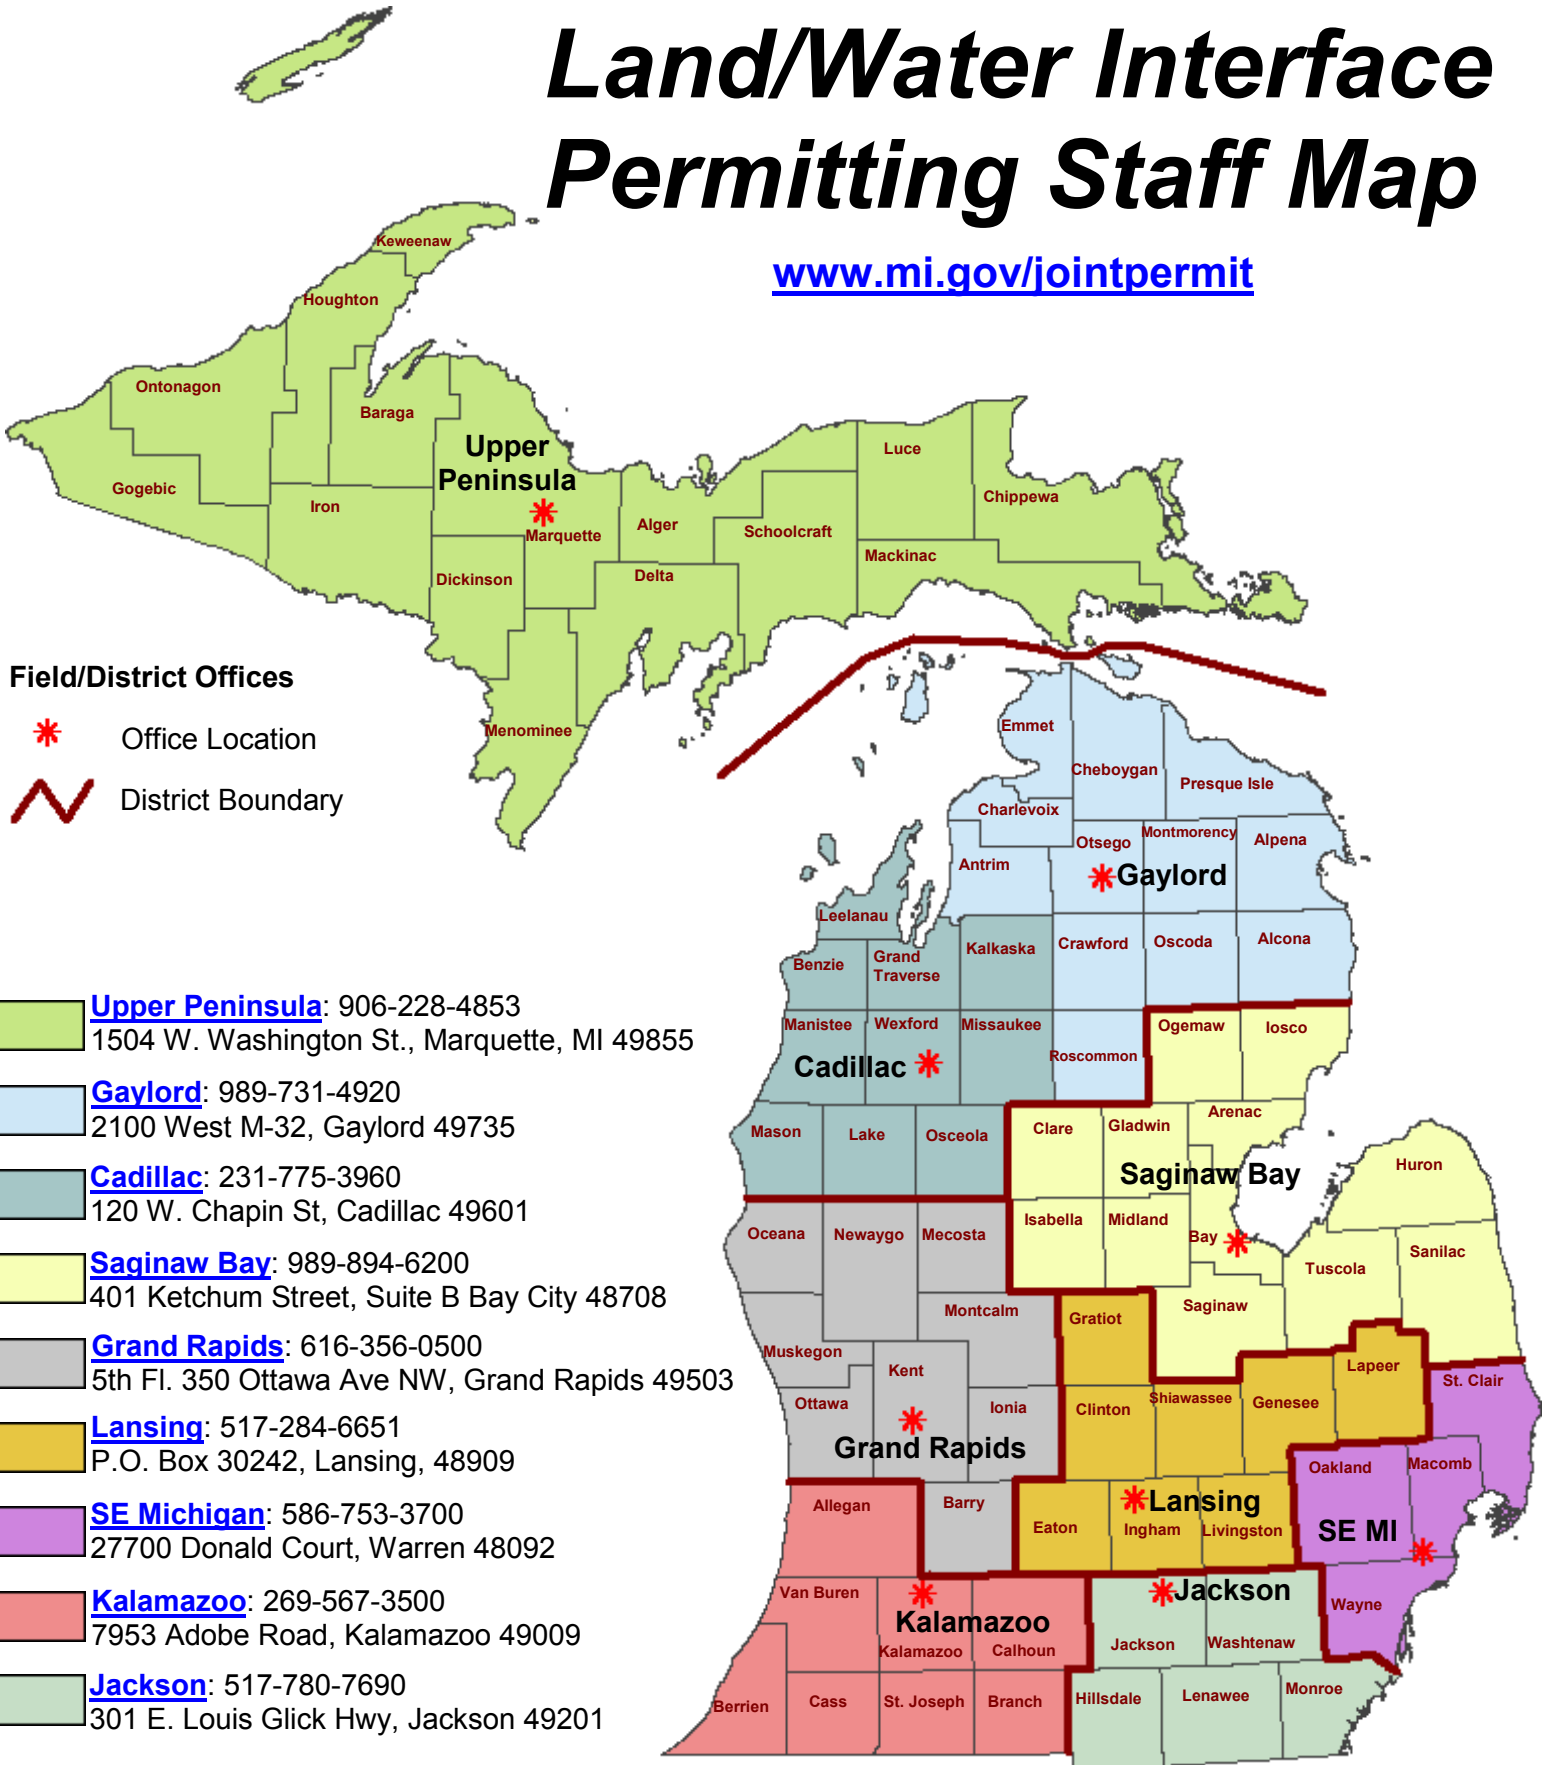 Land/Water Interface
Permitting Staff Map
www.mi.gov/jointpermit
Keweenaw
Houghton
Ontonagon
Baraga
Upper
Peninsula
Luce
Gogebic
Iron
Chippewa
Marquette
Alger
Schoolcraft
Mackinac
Dickinson
Delta
Menominee
Field/District Offices
Office Location
District Boundary
Emmet
Cheboygan
Presque Isle
Charlevoix
Otsego
Montmorency
Alpena
Antrim
Gaylord
Leelanau
Benzie
Grand
Traverse
Kalkaska
Crawford
Oscoda
Alcona
Manistee
Wexford
Missaukee
Roscommon
Ogemaw
Iosco
Cadillac
Mason
Lake
Osceola
Clare
Gladwin
Arenac
Saginaw Bay
Huron
Oceana
Newaygo
Mecosta
Isabella
Midland
Bay
Tuscola
Sanilac
Montcalm
Gratiot
Saginaw
Muskegon
Kent
Lapeer
St. Clair
Ottawa
Ionia
Clinton
Shiawassee
Genesee
Grand Rapids
Oakland
Macomb
Allegan
Barry
Eaton
Lansing
Ingham
Livingston
SE MI
Van Buren
Kalamazoo
Kalamazoo
Calhoun
Jackson
Jackson
Washtenaw
Wayne
Berrien
Cass
St. Joseph
Branch
Hillsdale
Lenawee
Monroe
Upper Peninsula: 906-228-4853
1504 W. Washington St., Marquette, MI 49855
Gaylord: 989-731-4920
2100 West M-32, Gaylord 49735
Cadillac: 231-775-3960
120 W. Chapin St, Cadillac 49601
Saginaw Bay: 989-894-6200
401 Ketchum Street, Suite B Bay City 48708
Grand Rapids: 616-356-0500
5th Fl. 350 Ottawa Ave NW, Grand Rapids 49503
Lansing: 517-284-6651
P.O. Box 30242, Lansing, 48909
SE Michigan: 586-753-3700
27700 Donald Court, Warren 48092
Kalamazoo: 269-567-3500
7953 Adobe Road, Kalamazoo 49009
Jackson: 517-780-7690
301 E. Louis Glick Hwy, Jackson 49201